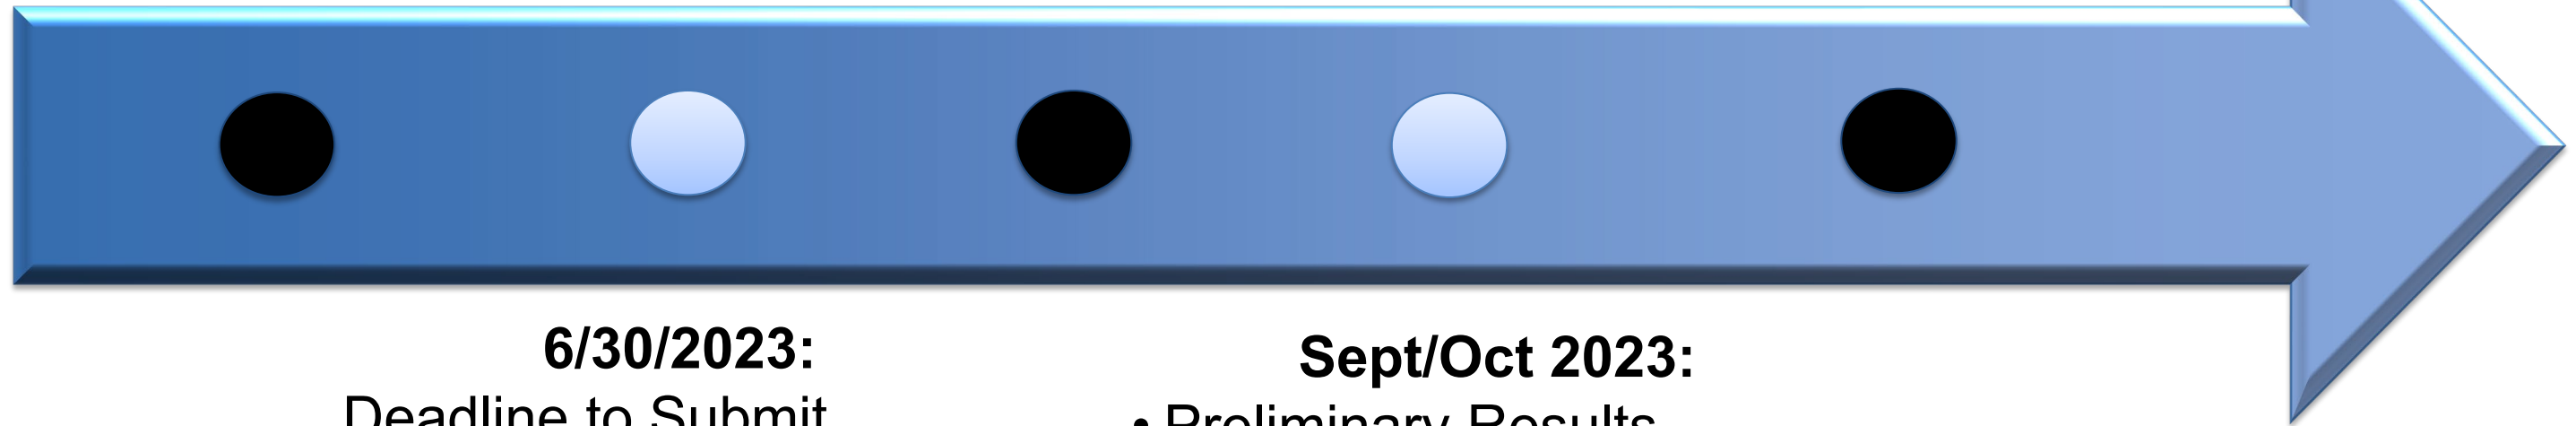 6/30/2023:
Deadline to Submit
Sept/Oct 2023:
• Preliminary Results